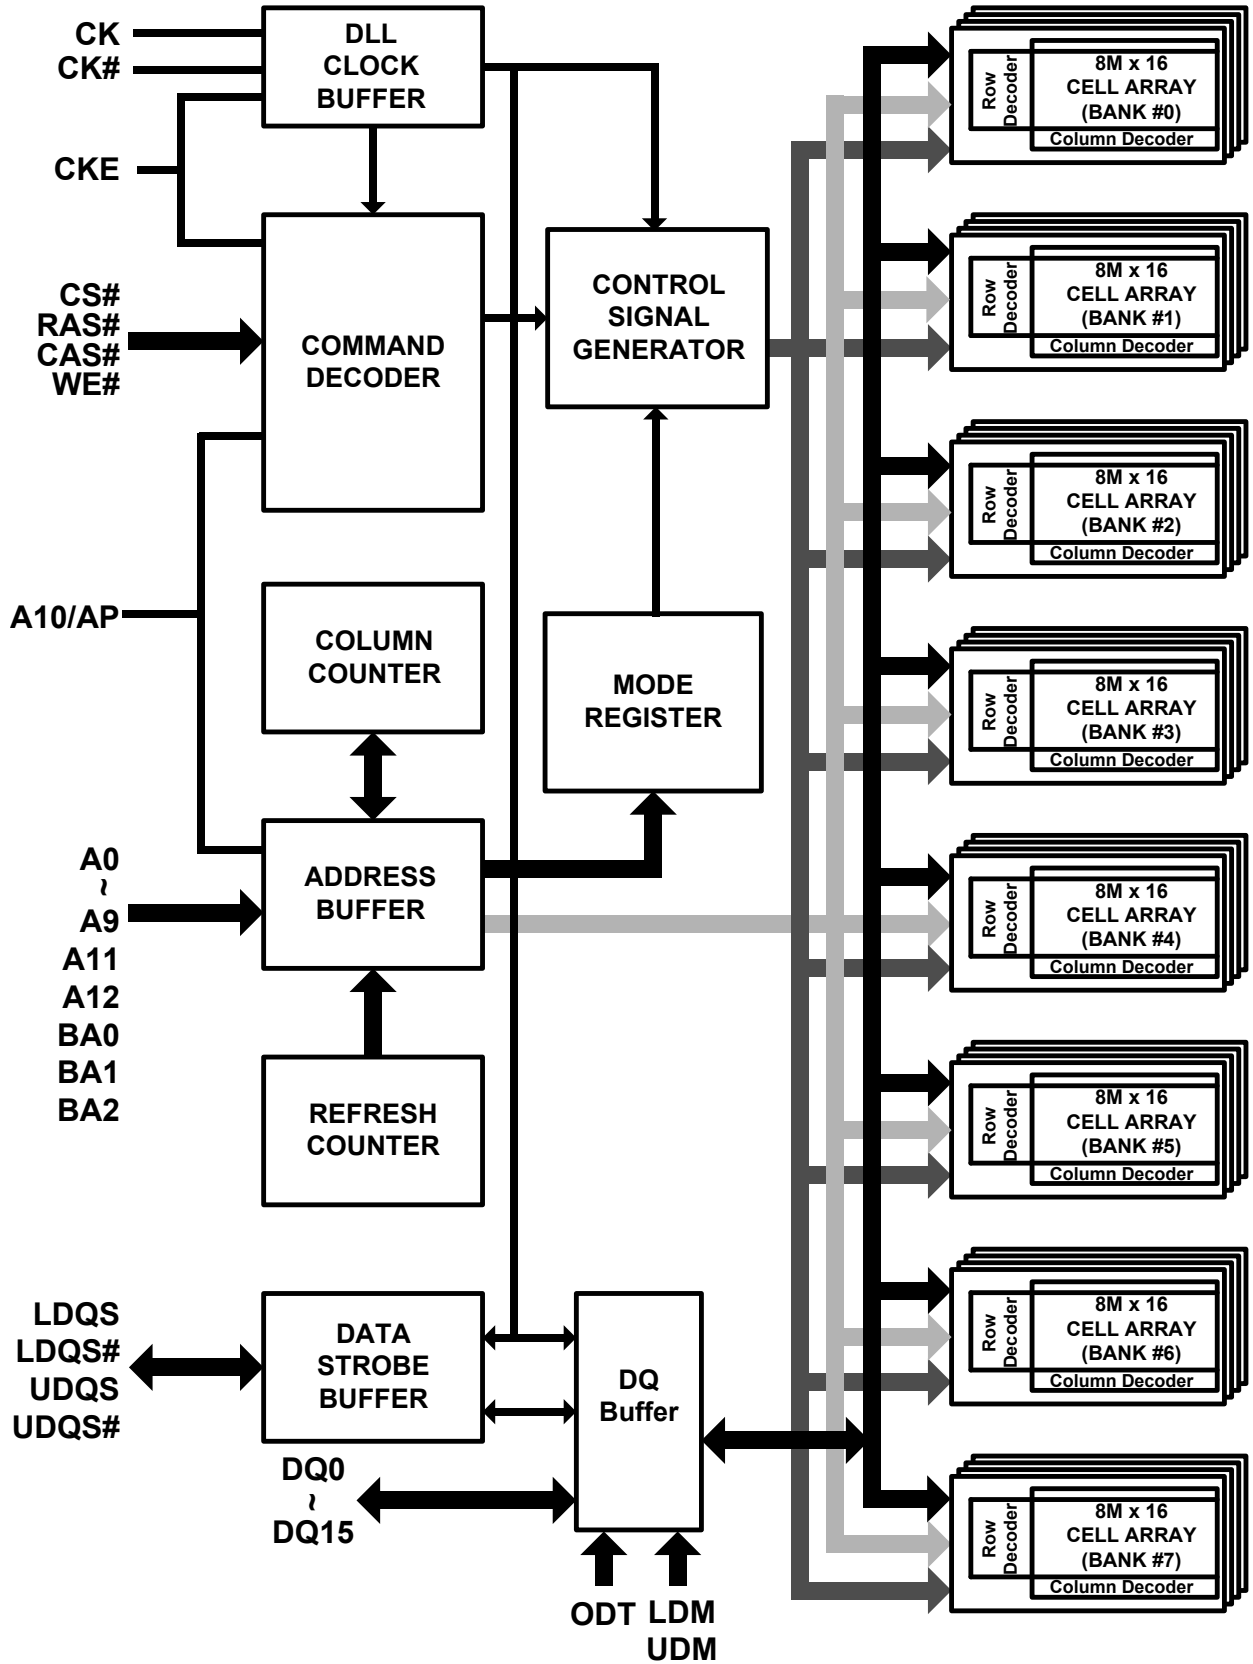 CK
CK#
CKE
CS#
RAS#
CAS#
WE#
A10/AP
A0
~
A9
A11
A12
BA0
BA1
BA2
LDQS
LDQS#
UDQS
UDQS#
DQ0
~
DQ15
DLL
CLOCK
BUFFER
COMMAND
DECODER
COLUMN
COUNTER
ADDRESS
BUFFER
REFRESH
COUNTER
DATA
STROBE
BUFFER
CONTROL
SIGNAL
GENERATOR
MODE
REGISTER
DQ
Buffer
ODT
LDM
UDM
Row
Decoder
8M x 16
CELL ARRAY
(BANK #0)
Column Decoder
Row
Decoder
8M x 16
CELL ARRAY
(BANK #1)
Column Decoder
Row
Decoder
8M x 16
CELL ARRAY
(BANK #2)
Column Decoder
Row
Decoder
8M x 16
CELL ARRAY
(BANK #3)
Column Decoder
Row
Decoder
8M x 16
CELL ARRAY
(BANK #4)
Column Decoder
Row
Decoder
8M x 16
CELL ARRAY
(BANK #5)
Column Decoder
Row
Decoder
8M x 16
CELL ARRAY
(BANK #6)
Column Decoder
Row
Decoder
8M x 16
CELL ARRAY
(BANK #7)
Column Decoder